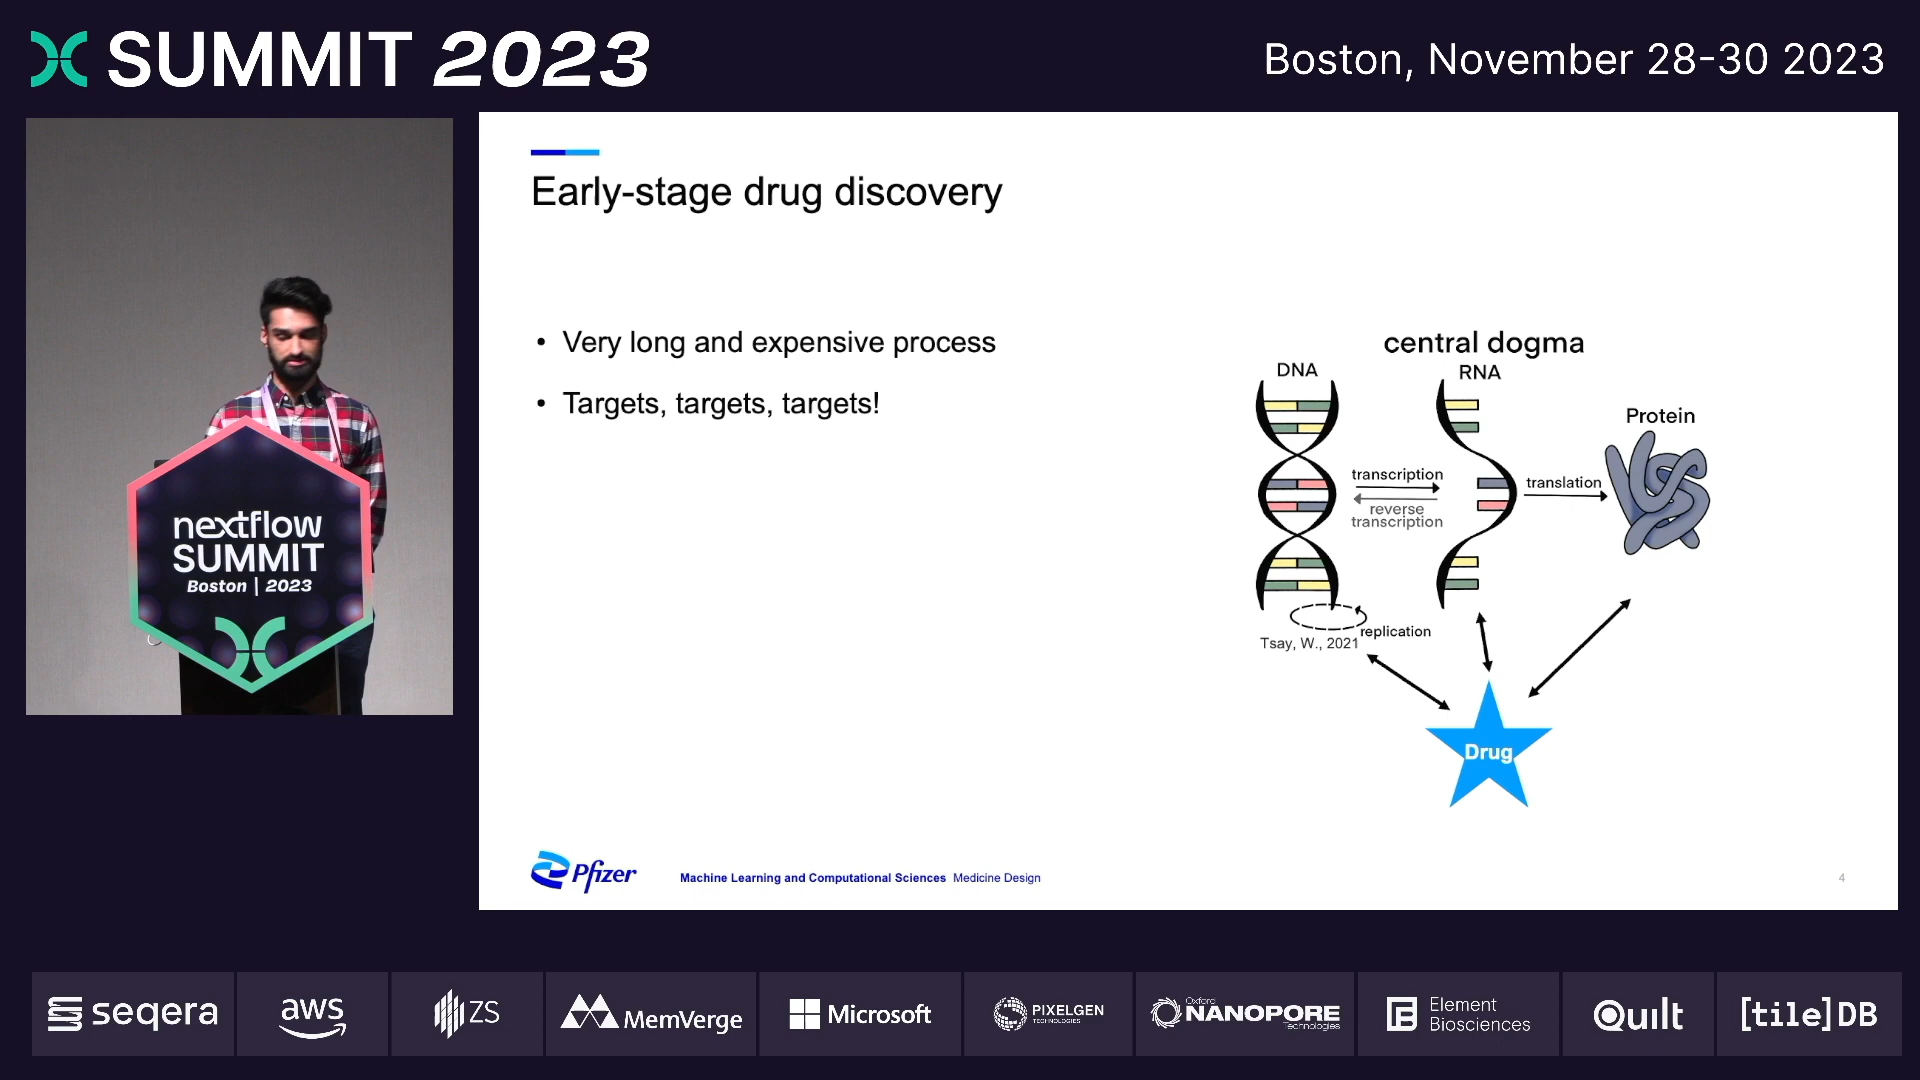 SUMMIT 2023
Boston, November 28-30 2023
nextflow
SUMMIT
Boston | 2023
Early-stage drug discovery
• Very long and expensive process
• Targets, targets, targets!
central dogma
DNA
RNA
Protein
transcription
reverse
transcription
translation
replication
Tsay, W., 2021
Drug
Pfizer
Machine Learning and Computational Sciences Medicine Design
4
seqera
aws
ZS
MemVerge
Microsoft
PIXELGEN
TECHNOLOGIES
Oxford
NANOPORE
Technologies
Element
Biosciences
Quilt
[tile]DB